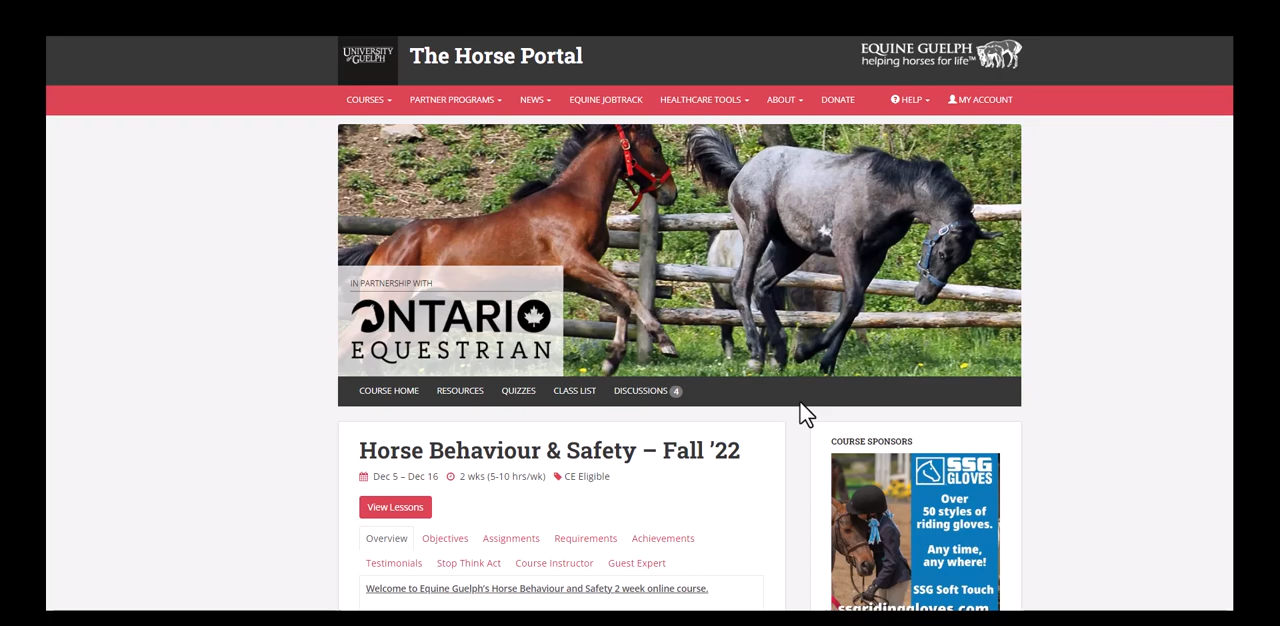 UNIVERSITY
of GUELPH
The Horse Portal
EQUINE GUELPH
helping horses for life™
COURSES PARTNER PROGRAMS NEWS EQUINE JOBTRACK HEALTHCARE TOOLS ABOUT DONATE HELP MY ACCOUNT
IN PARTNERSHIP WITH
ONTARIO
EQUESTRIAN
COURSE HOME RESOURCES QUIZZES CLASS LIST DISCUSSIONS 4
Horse Behaviour & Safety – Fall ’22
Dec 5 – Dec 16 2 wks (5-10 hrs/wk) CE Eligible
View Lessons
Overview Objectives Assignments Requirements Achievements
Testimonials Stop Think Act Course Instructor Guest Expert
Welcome to Equine Guelph's Horse Behaviour and Safety 2 week online course.
COURSE SPONSORS
SSG
GLOVES
Over
50 styles of
riding gloves.
Any time,
any where!
SSG Soft Touch
ssgridinggloves.com